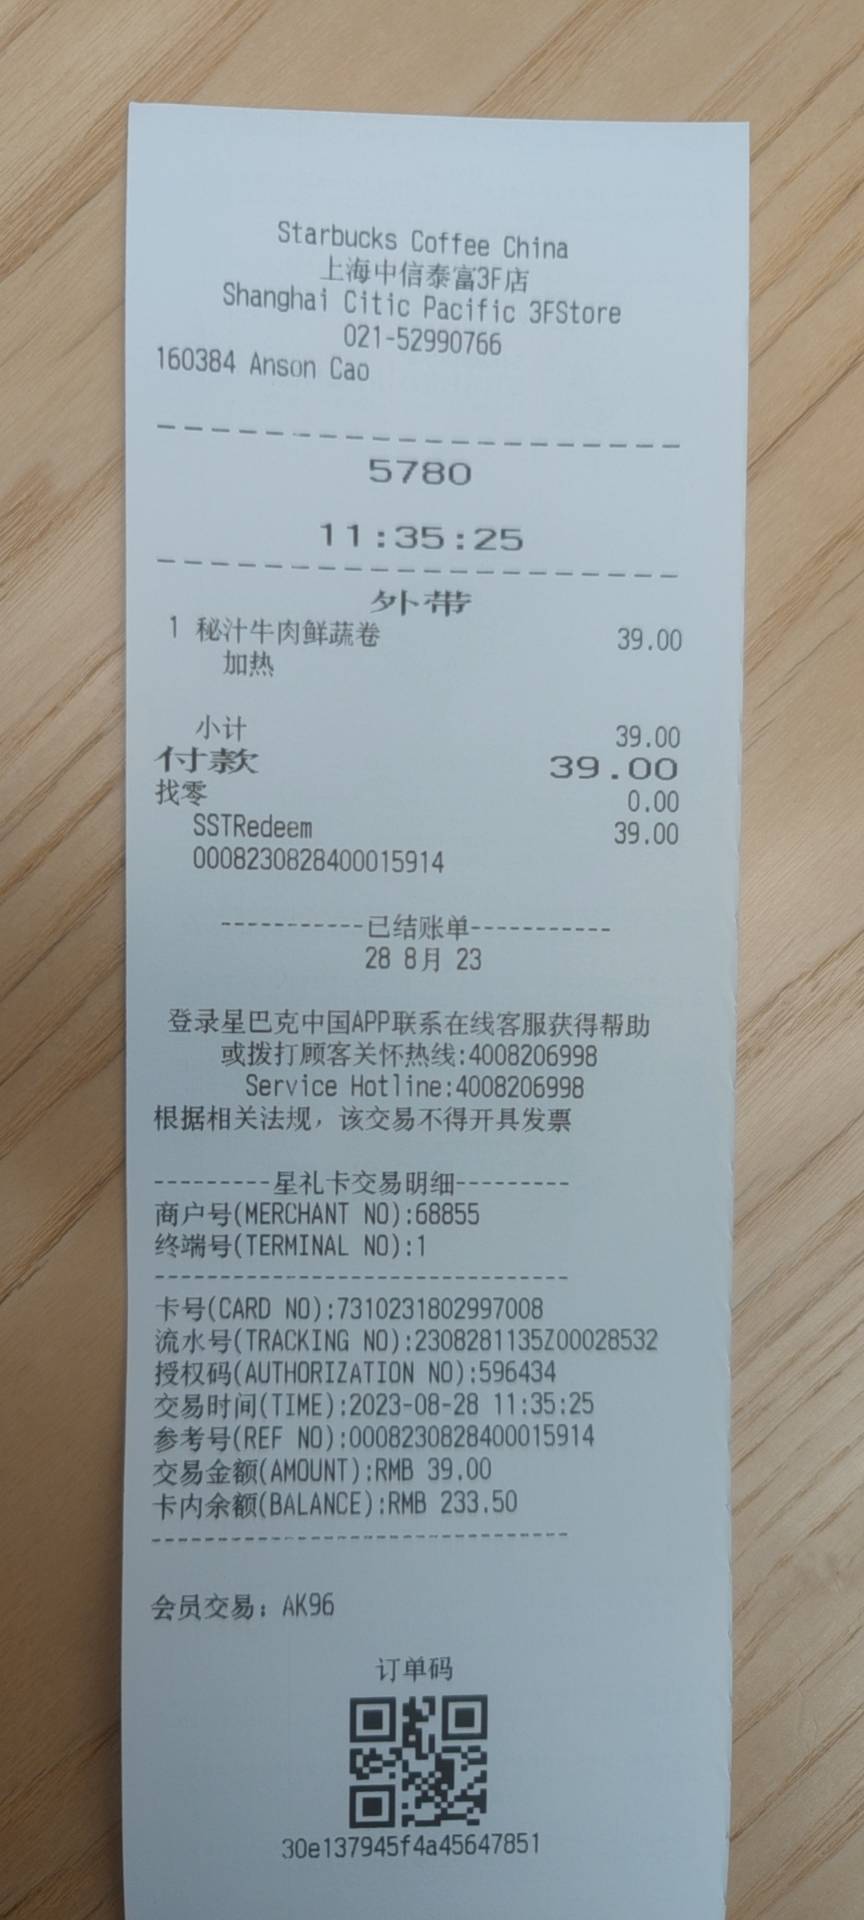 Starbucks Coffee China
上海中信泰富3F店
Shanghai Citic Pacific 3FStore
021-52990766
160384 Anson Cao
5780
11:35:25
外带
1 秘汁牛肉鲜蔬卷 39.00
加热
小计 39.00
付款 39.00
找零 0.00
SSTRedeem 39.00
0008230828400015914
-----------已结账单-----------
28 8月 23
登录星巴克中国APP联系在线客服获得帮助
或拨打顾客关怀热线:4008206998
Service Hotline:4008206998
根据相关法规，该交易不得开具发票
---------星礼卡交易明细---------
商户号(MERCHANT NO):68855
终端号(TERMINAL NO):1
--------------------------------
卡号(CARD NO):7310231802997008
流水号(TRACKING NO):2308281135Z00028532
授权码(AUTHORIZATION NO):596434
交易时间(TIME):2023-08-28 11:35:25
参考号(REF NO):0008230828400015914
交易金额(AMOUNT):RMB 39.00
卡内余额(BALANCE):RMB 233.50
--------------------------------
会员交易：AK96
订单码
30e137945f4a45647851